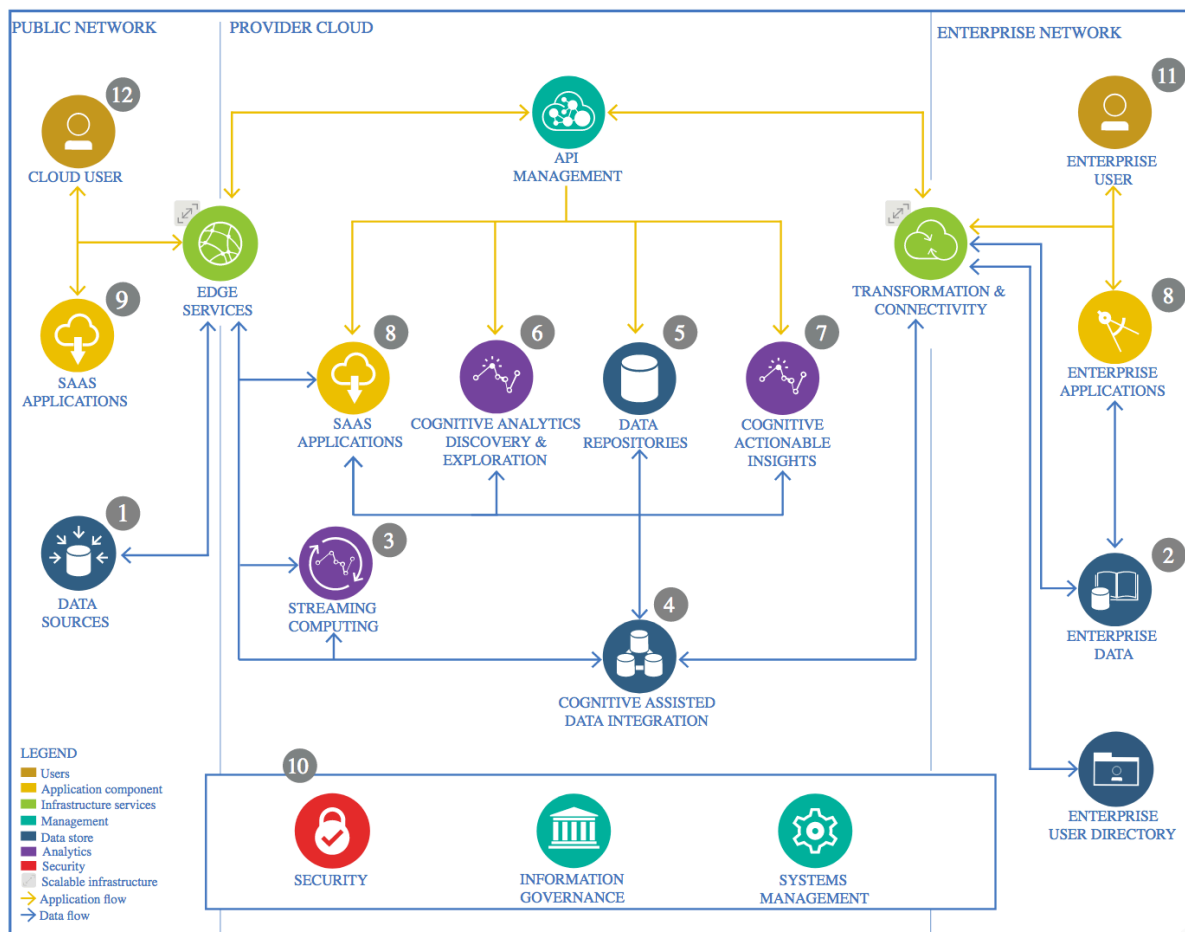 PUBLIC NETWORK
PROVIDER CLOUD
ENTERPRISE NETWORK
12
CLOUD USER
API
MANAGEMENT
11
ENTERPRISE
USER
EDGE
SERVICES
TRANSFORMATION &
CONNECTIVITY
9
SAAS
APPLICATIONS
8
SAAS
APPLICATIONS
6
COGNITIVE ANALYTICS
DISCOVERY &
EXPLORATION
5
DATA
REPOSITORIES
7
COGNITIVE
ACTIONABLE
INSIGHTS
8
ENTERPRISE
APPLICATIONS
1
DATA
SOURCES
3
STREAMING
COMPUTING
4
COGNITIVE ASSISTED
DATA INTEGRATION
2
ENTERPRISE
DATA
ENTERPRISE
USER DIRECTORY
LEGEND
Users
Application component
Infrastructure services
Management
Data store
Analytics
Security
Scalable infrastructure
Application flow
Data flow
10
SECURITY
INFORMATION
GOVERNANCE
SYSTEMS
MANAGEMENT